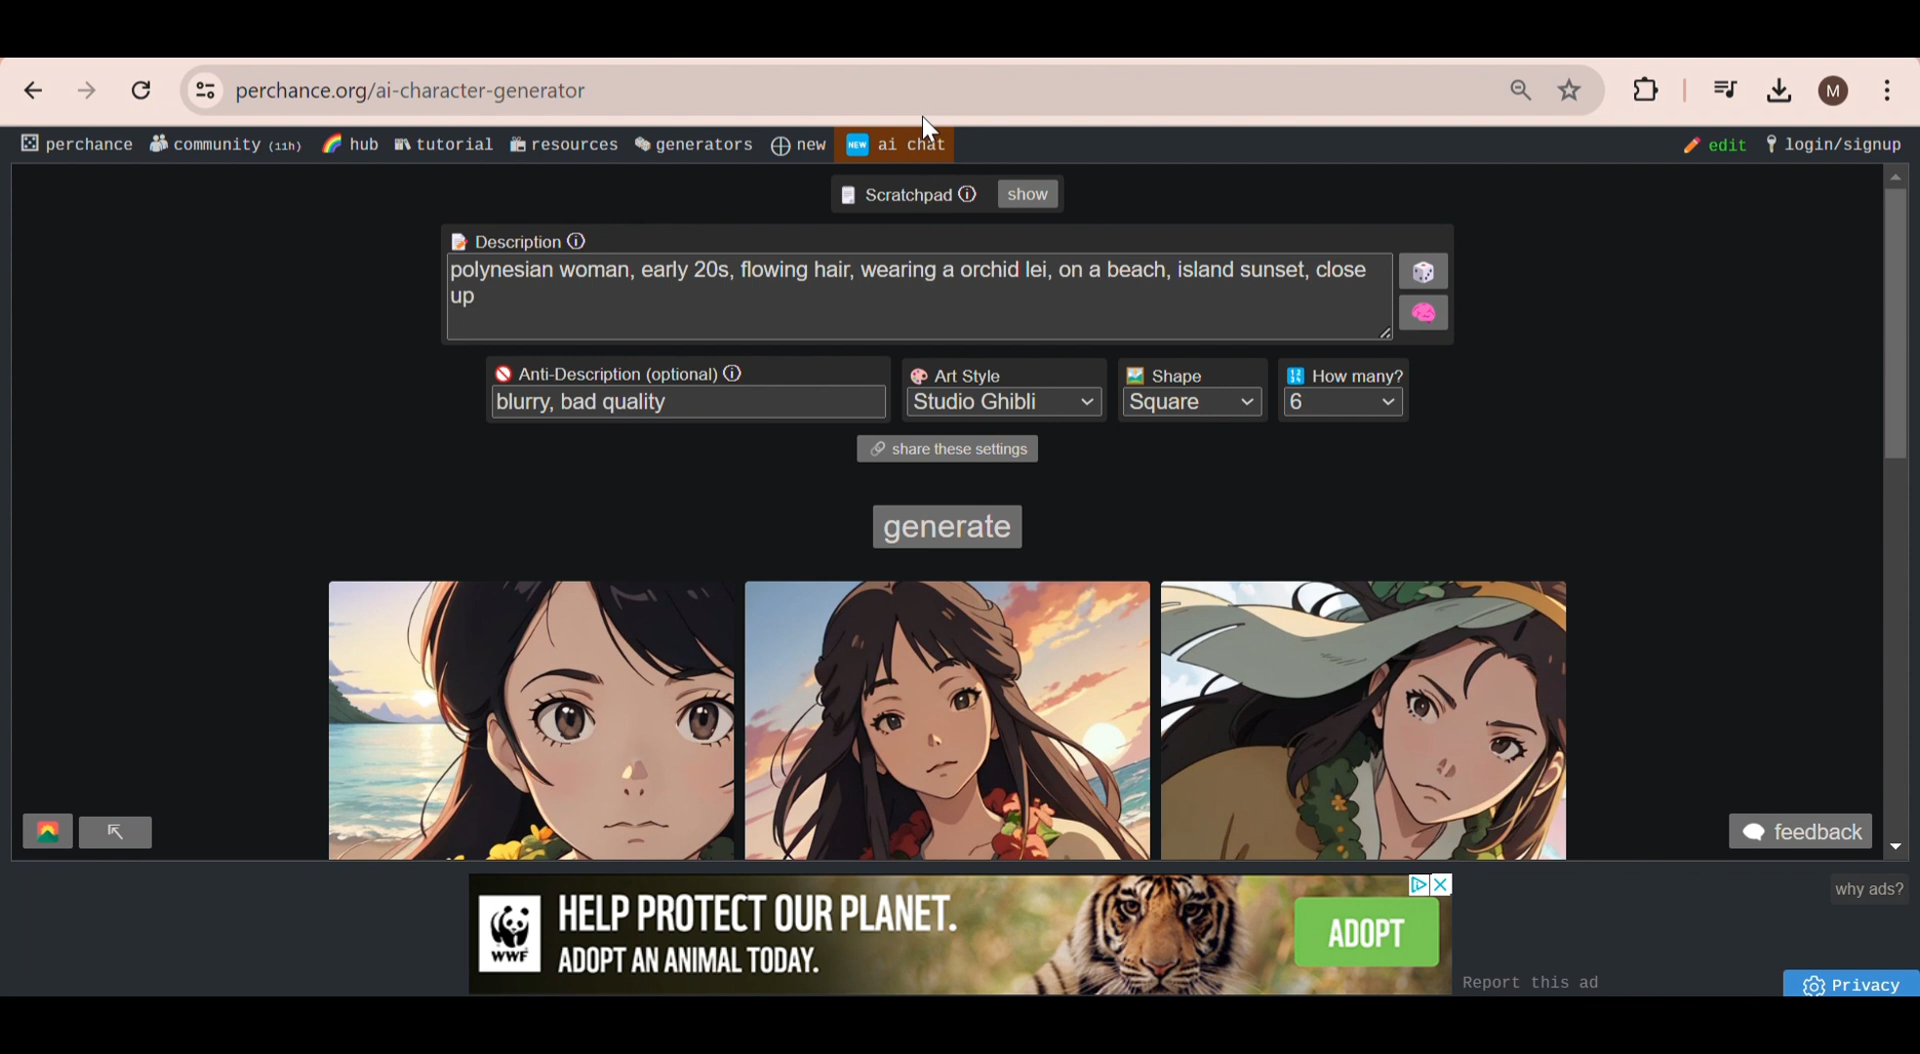 perchance.org/ai-character-generator
M
perchance community (11h) hub tutorial resources generators new NEW ai chat edit login/signup
Scratchpad show
Description
polynesian woman, early 20s, flowing hair, wearing a orchid lei, on a beach, island sunset, close
up
Anti-Description (optional) Art Style Shape How many?
blurry, bad quality Studio Ghibli Square 6
share these settings
generate
feedback
why ads?
HELP PROTECT OUR PLANET.
ADOPT AN ANIMAL TODAY.
WWF
ADOPT
Report this ad
Privacy